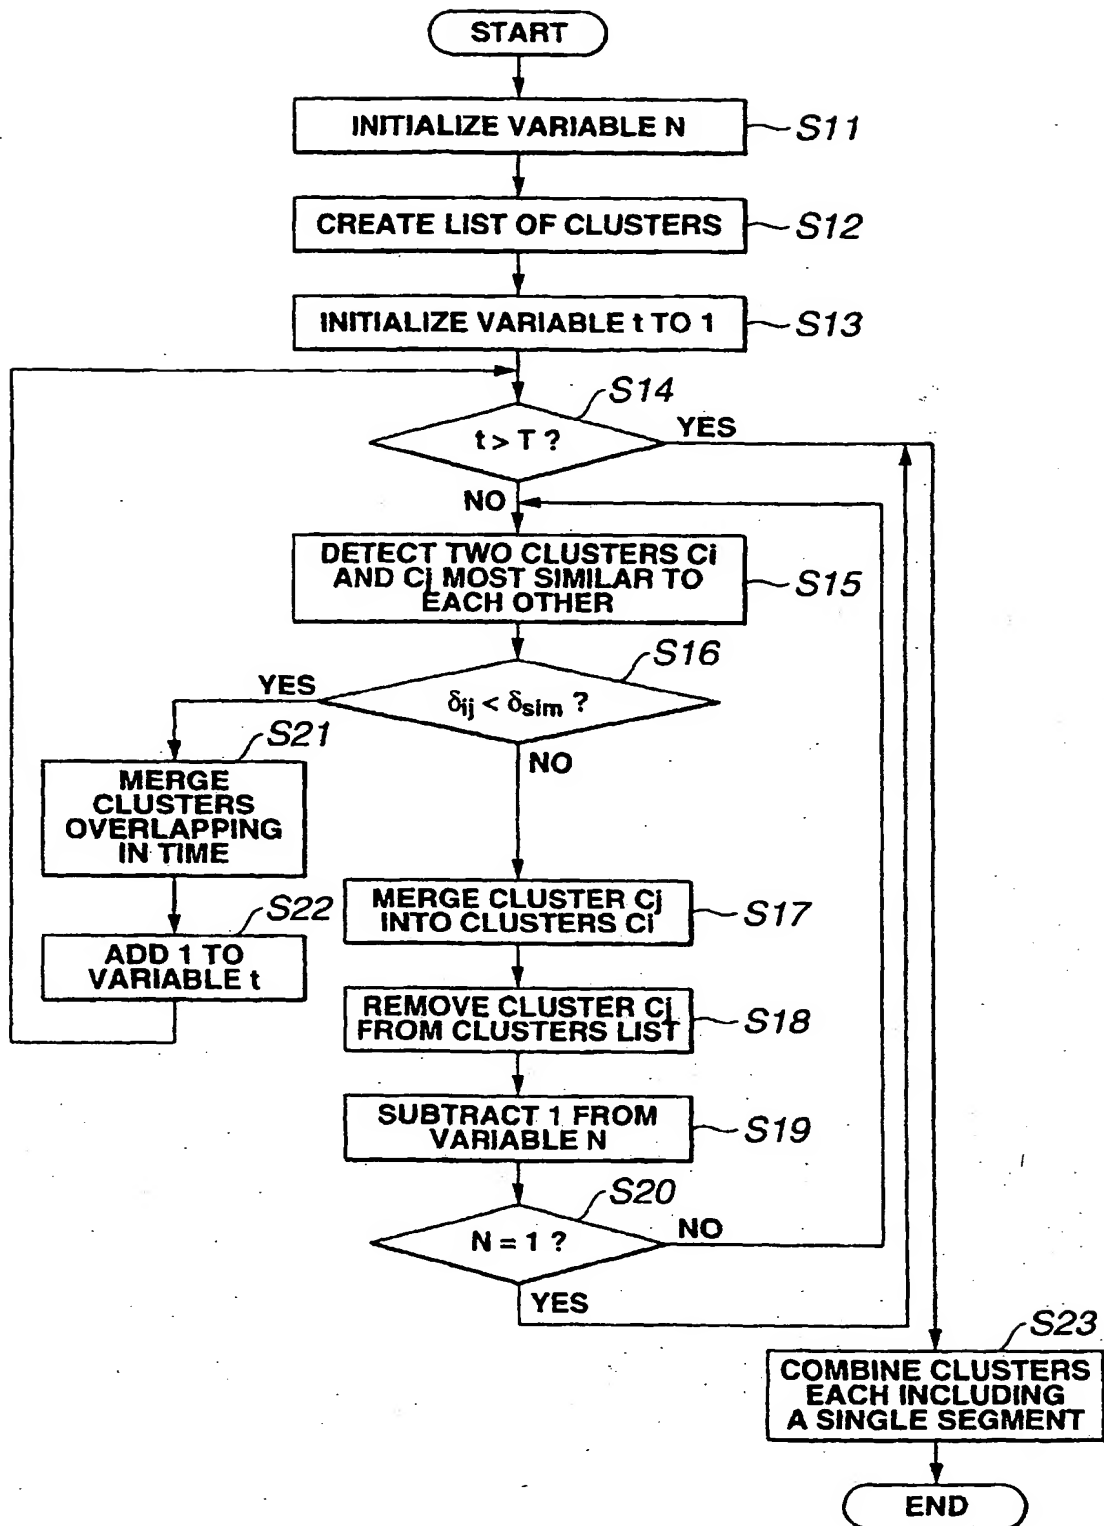 START
INITIALIZE VARIABLE N
S11
CREATE LIST OF CLUSTERS
S12
INITIALIZE VARIABLE t TO 1
S13
S14
t > T ?
YES
NO
DETECT TWO CLUSTERS Ci
AND Cj MOST SIMILAR TO
EACH OTHER
S15
S16
δij < δsim ?
YES
NO
S21
MERGE
CLUSTERS
OVERLAPPING
IN TIME
S22
ADD 1 TO
VARIABLE t
MERGE CLUSTER Cj
INTO CLUSTERS Ci
S17
REMOVE CLUSTER Cj
FROM CLUSTERS LIST
S18
SUBTRACT 1 FROM
VARIABLE N
S19
S20
N = 1 ?
NO
YES
S23
COMBINE CLUSTERS
EACH INCLUDING
A SINGLE SEGMENT
END